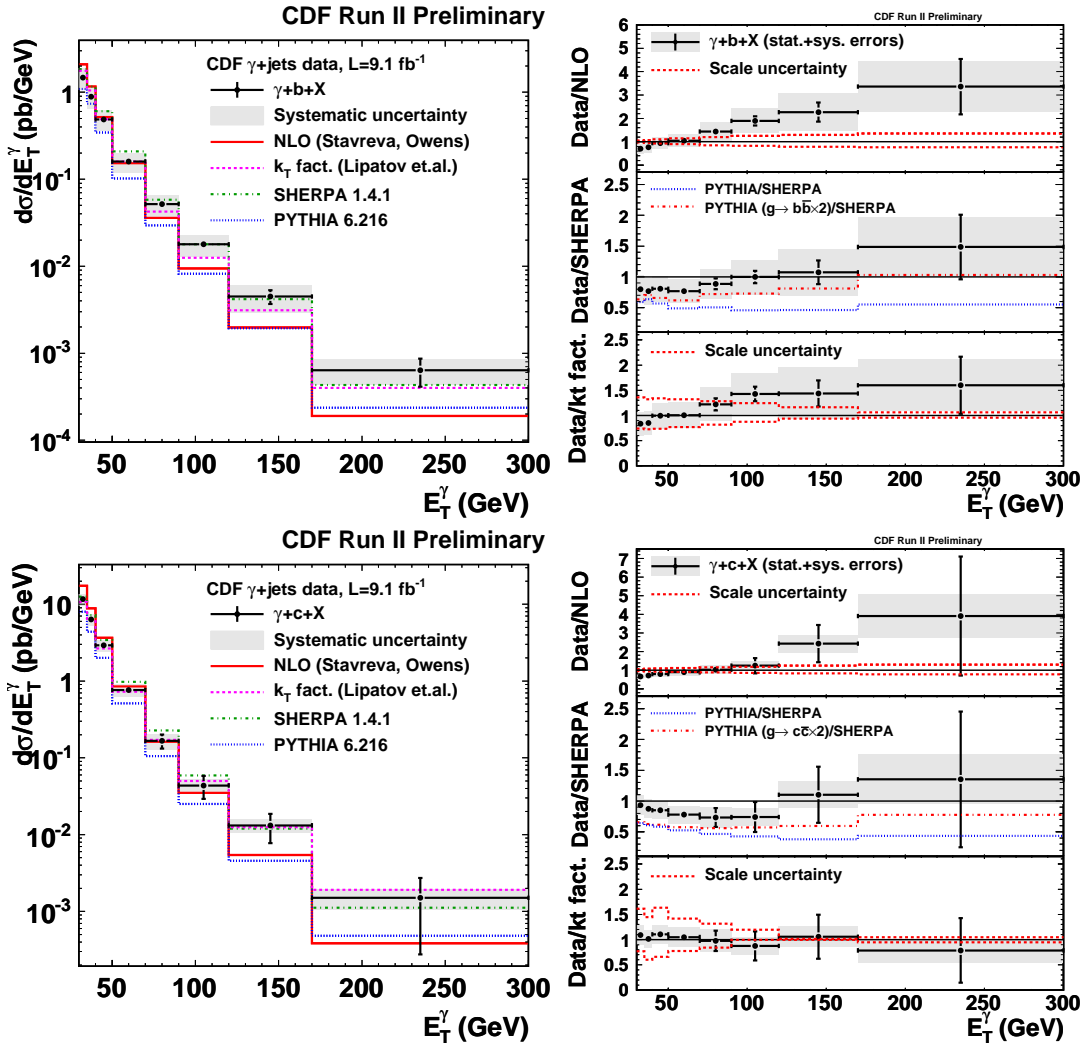 CDF Run II Preliminary
dσ/dE_T^γ (pb/GeV)
1
10^-1
10^-2
10^-3
10^-4
CDF γ+jets data, L=9.1 fb^-1
γ+b+X
Systematic uncertainty
NLO (Stavreva, Owens)
k_T fact. (Lipatov et.al.)
SHERPA 1.4.1
PYTHIA 6.216
50 100 150 200 250 300
E_T^γ (GeV)
CDF Run II Preliminary
Data/NLO
6
5
4
3
2
1
0
γ+b+X (stat.+sys. errors)
Scale uncertainty
Data/SHERPA
2.5
2
1.5
1
0.5
0
PYTHIA/SHERPA
PYTHIA (g→ bb̄×2)/SHERPA
Data/kt fact.
2.5
2
1.5
1
0.5
0
Scale uncertainty
50 100 150 200 250 300
E_T^γ (GeV)
CDF Run II Preliminary
dσ/dE_T^γ (pb/GeV)
10
1
10^-1
10^-2
10^-3
CDF γ+jets data, L=9.1 fb^-1
γ+c+X
Systematic uncertainty
NLO (Stavreva, Owens)
k_T fact. (Lipatov et.al.)
SHERPA 1.4.1
PYTHIA 6.216
50 100 150 200 250 300
E_T^γ (GeV)
CDF Run II Preliminary
Data/NLO
7
6
5
4
3
2
1
0
γ+c+X (stat.+sys. errors)
Scale uncertainty
Data/SHERPA
2.5
2
1.5
1
0.5
0
PYTHIA/SHERPA
PYTHIA (g→ cc̄×2)/SHERPA
Data/kt fact.
2.5
2
1.5
1
0.5
0
Scale uncertainty
50 100 150 200 250 300
E_T^γ (GeV)